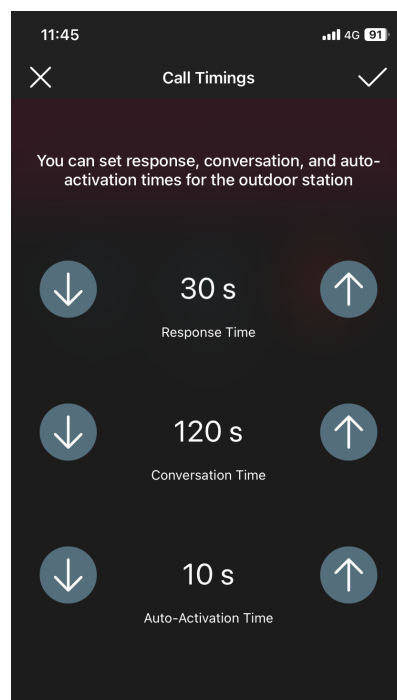 11:45
4G 91
Call Timings
You can set response, conversation, and auto-
activation times for the outdoor station
30 s
Response Time
120 s
Conversation Time
10 s
Auto-Activation Time